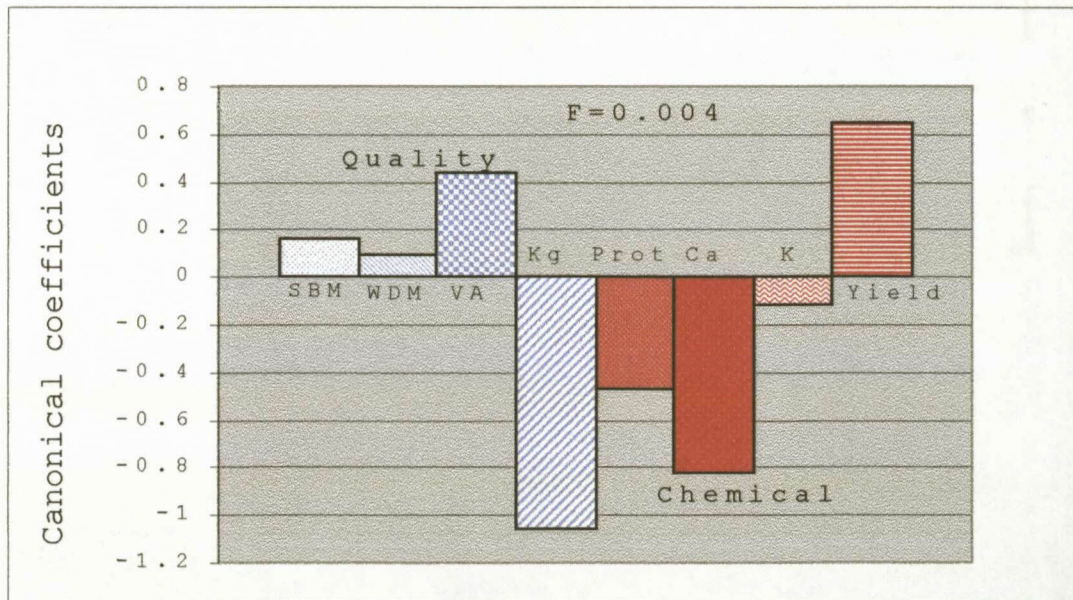 Canonical coefficients
0.8
0.6
0.4
0.2
0
-0.2
-0.4
-0.6
-0.8
-1
-1.2
F=0.004
Quality
Kg Prot Ca K
SBM WDM VA Yield
Chemical